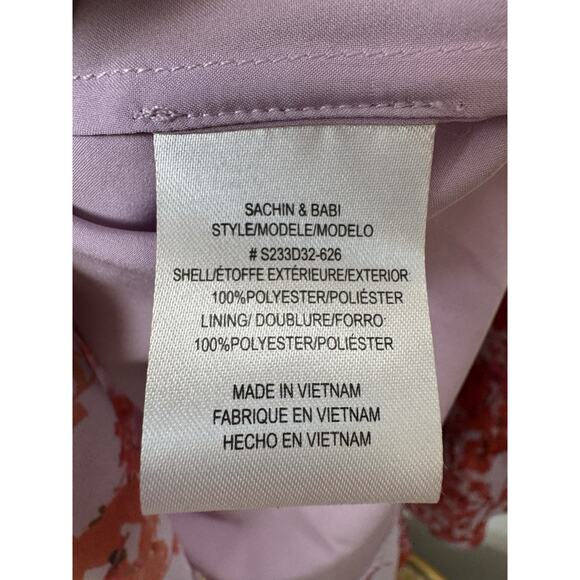 SACHIN & BABI
STYLE/MODELE/MODELO
# S233D32-626
SHELL/ÉTOFFE EXTÉRIEURE/EXTERIOR
100%POLYESTER/POLIÉSTER
LINING/ DOUBLURE/FORRO
100%POLYESTER/POLIÉSTER
MADE IN VIETNAM
FABRIQUE EN VIETNAM
HECHO EN VIETNAM